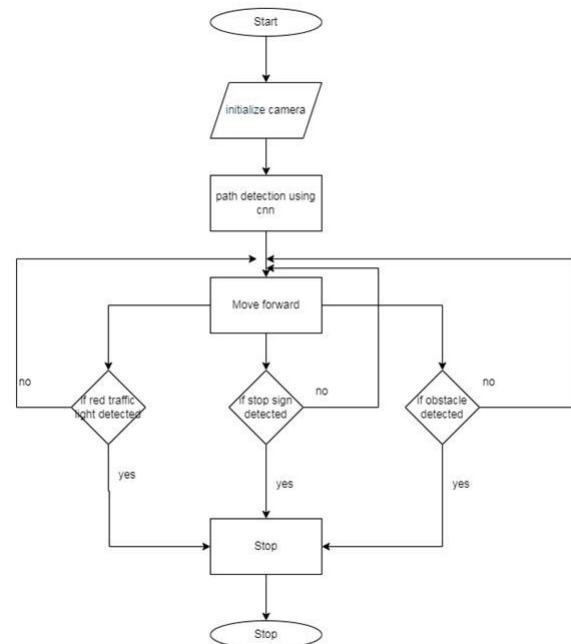 Start
initialize camera
path detection using
cnn
Move forward
no
if red traffic
light detected
if stop sign
detected
no
if obstacle
detected
no
yes
yes
yes
Stop
Stop